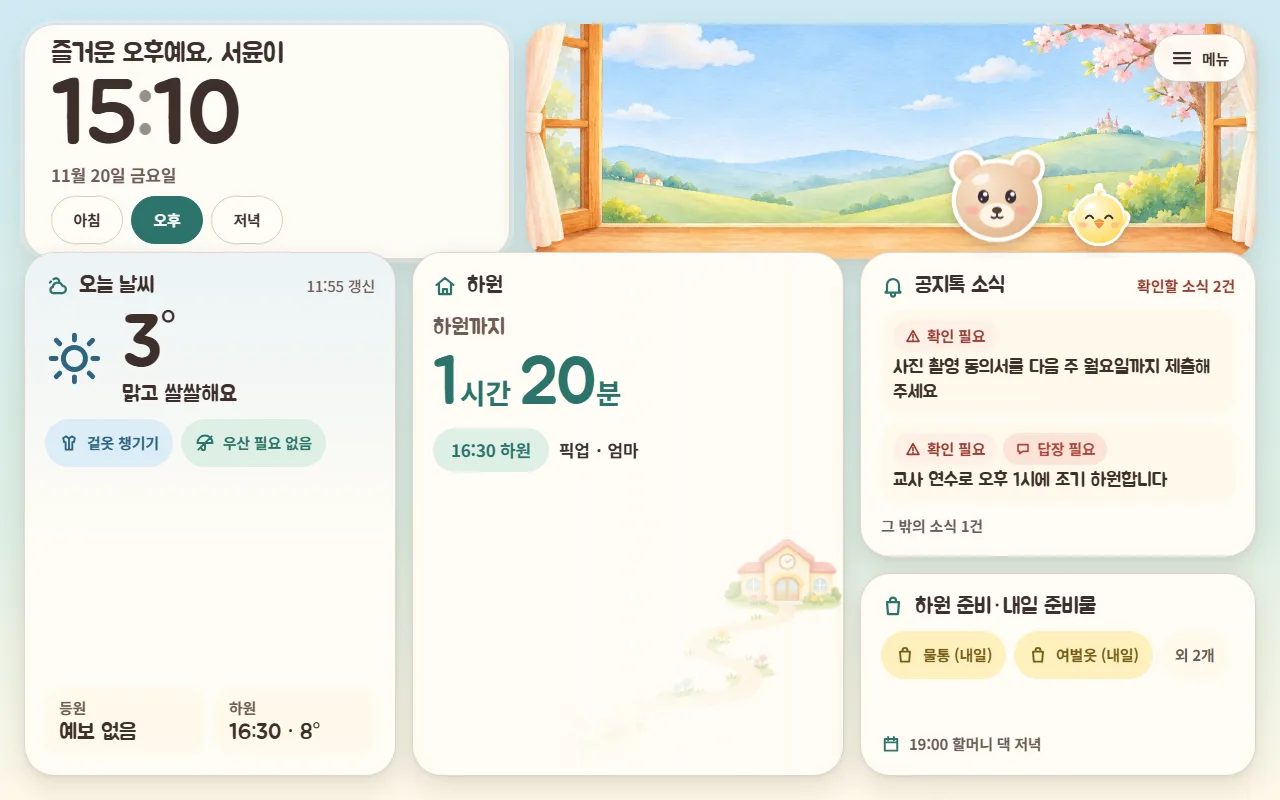 즐거운 오후예요, 서윤이
15:10
11월 20일 금요일
아침
오후
저녁
메뉴
오늘 날씨
11:55 갱신
3°
맑고 쌀쌀해요
겉옷 챙기기
우산 필요 없음
등원
예보 없음
하원
16:30 · 8°
하원
하원까지
1시간 20분
16:30 하원
픽업 · 엄마
공지톡 소식
확인할 소식 2건
확인 필요
사진 촬영 동의서를 다음 주 월요일까지 제출해
주세요
확인 필요
답장 필요
교사 연수로 오후 1시에 조기 하원합니다
그 밖의 소식 1건
하원 준비·내일 준비물
물통 (내일)
여벌옷 (내일)
외 2개
19:00 할머니 댁 저녁